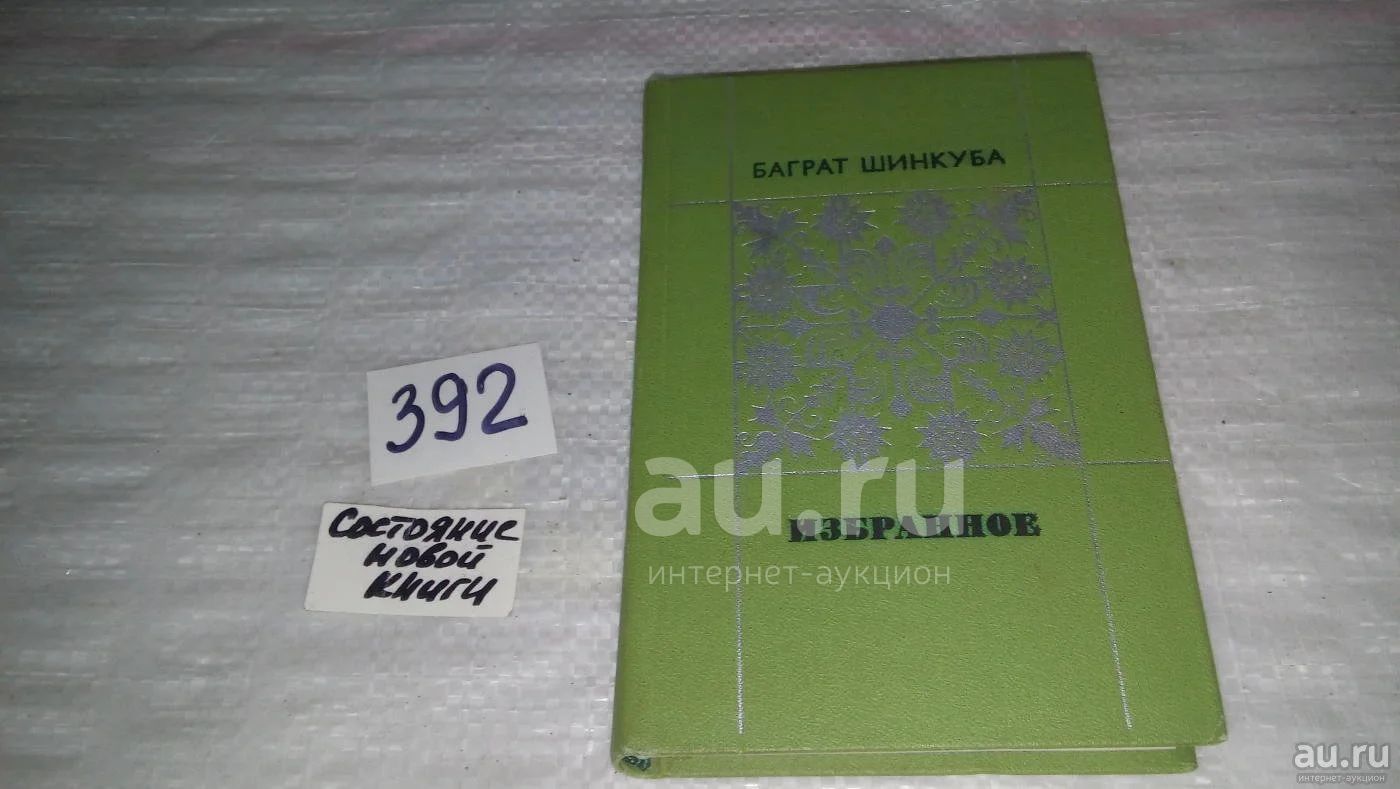 БАГРАТ ШИНКУБА
ИЗБРАННОЕ
392
Состояние
новой
книги
au.ru
интернет-аукцион
au.ru
интернет-аукцион